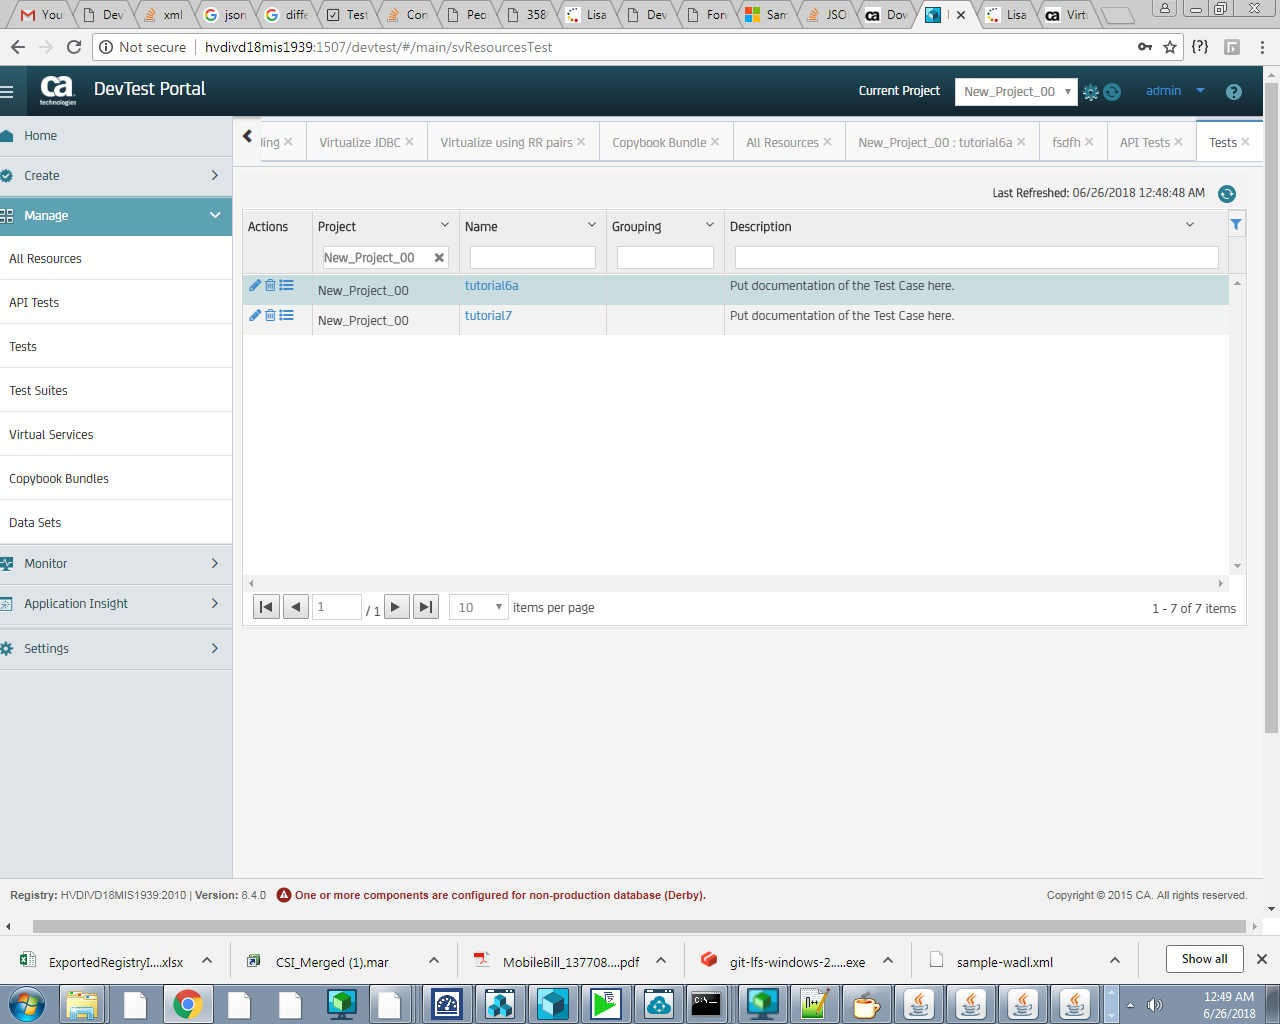 You
Dev
xml
json
diffe
Test
Con
Peo
358
Lisa
Dev
For
Sam
JSO
Dov
Lisa
Virt
Not secure
hvdivd18mis1939:1507/devtest/#/main/svResourcesTest
ca
technologies
DevTest Portal
Current Project
New_Project_00
admin
Home
Create
Manage
All Resources
API Tests
Tests
Test Suites
Virtual Services
Copybook Bundles
Data Sets
Monitor
Application Insight
Settings
ling
Virtualize JDBC
Virtualize using RR pairs
Copybook Bundle
All Resources
New_Project_00 : tutorial6a
fsdfh
API Tests
Tests
Last Refreshed: 06/26/2018 12:48:48 AM
Actions
Project
Name
Grouping
Description
New_Project_00
New_Project_00
tutorial6a
Put documentation of the Test Case here.
New_Project_00
tutorial7
Put documentation of the Test Case here.
1
/ 1
10
items per page
1 - 7 of 7 items
Registry: HVDIVD18MIS1939:2010 | Version: 8.4.0
One or more components are configured for non-production database (Derby).
Copyright © 2015 CA. All rights reserved.
ExportedRegistryI....xlsx
CSI_Merged (1).mar
MobileBill_137708....pdf
git-lfs-windows-2.....exe
sample-wadl.xml
Show all
12:49 AM
6/26/2018